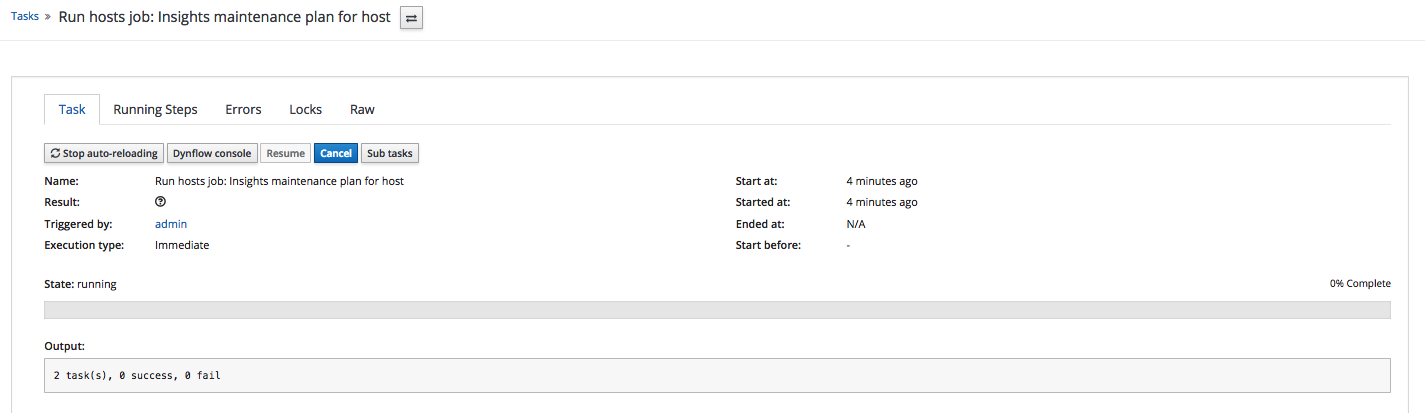 Tasks » Run hosts job: Insights maintenance plan for host
Task Running Steps Errors Locks Raw
Stop auto-reloading Dynflow console Resume Cancel Sub tasks
Name: Run hosts job: Insights maintenance plan for host Start at: 4 minutes ago
Result: Started at: 4 minutes ago
Triggered by: admin Ended at: N/A
Execution type: Immediate Start before: -
State: running 0% Complete
Output:
2 task(s), 0 success, 0 fail